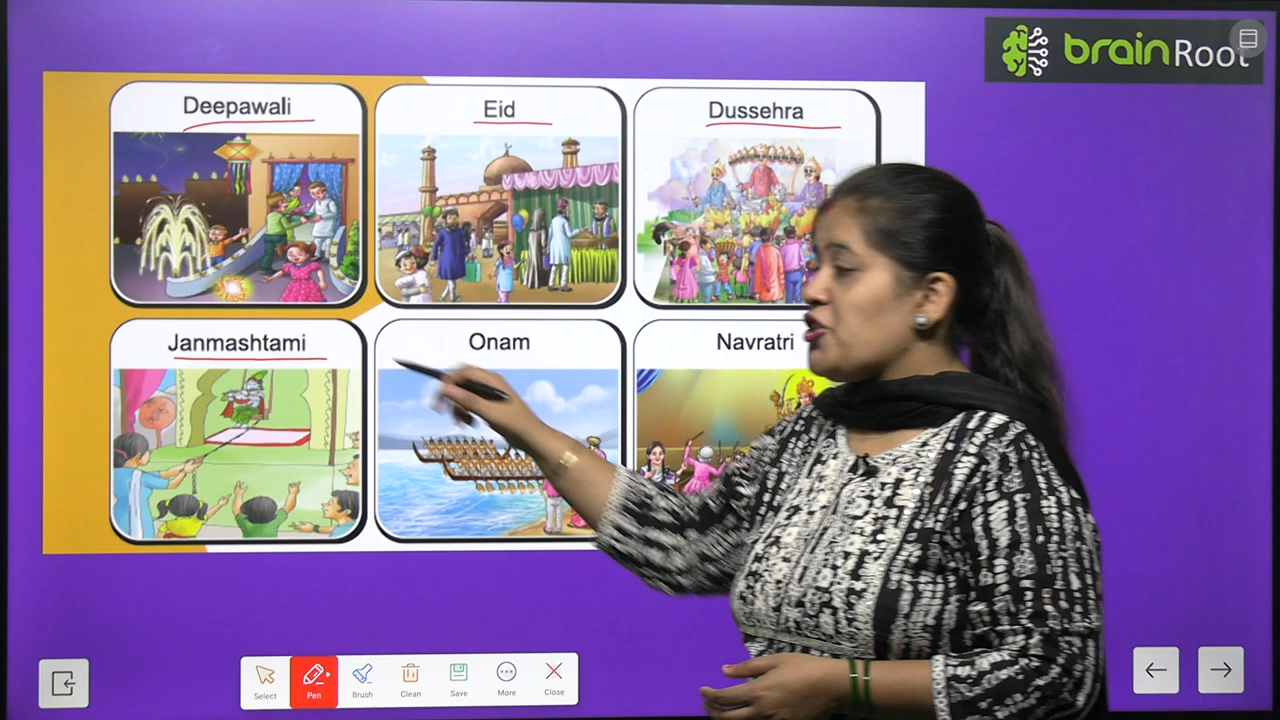 brainRoot
Deepawali
Eid
Dussehra
Janmashtami
Onam
Navratri
Select
Pen
Brush
Clean
Save
More
Close